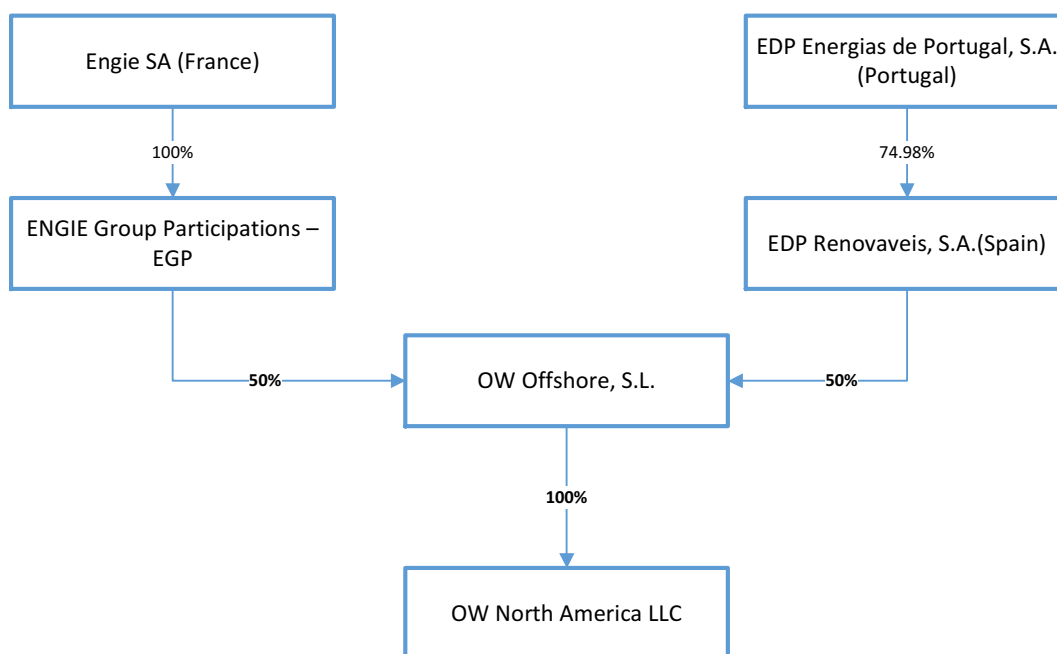 Engie SA (France)
EDP Energias de Portugal, S.A.
(Portugal)
100%
74.98%
ENGIE Group Participations –
EGP
EDP Renovaveis, S.A.(Spain)
50%
OW Offshore, S.L.
50%
100%
OW North America LLC